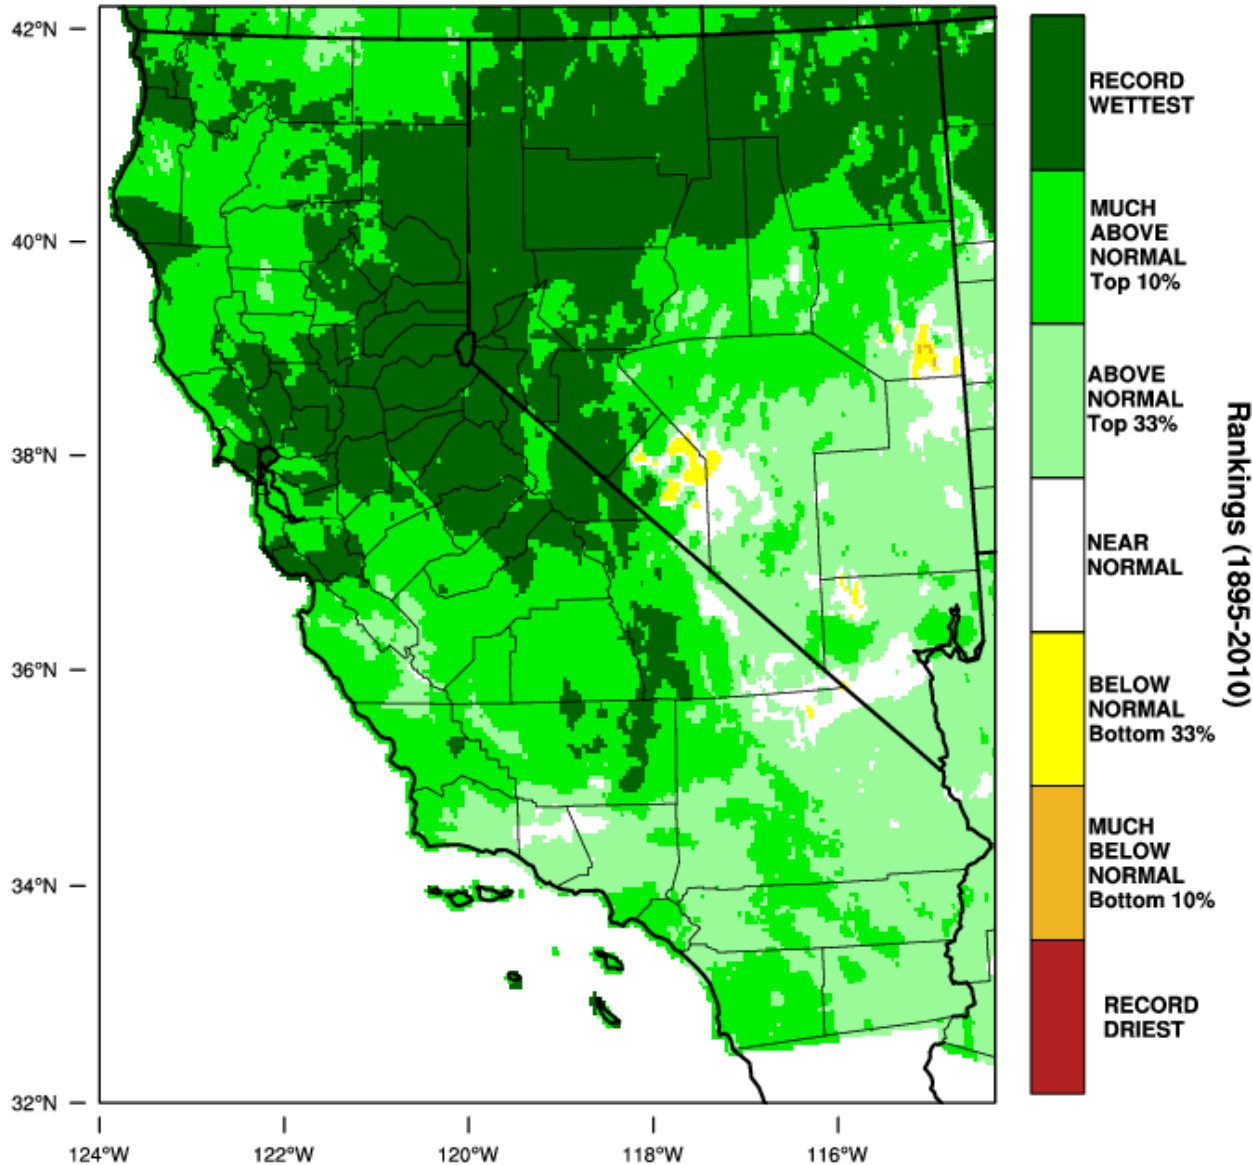 42°N
40°N
38°N
36°N
34°N
32°N
124°W
122°W
120°W
118°W
116°W
RECORD
WETTEST
MUCH
ABOVE
NORMAL
Top 10%
ABOVE
NORMAL
Top 33%
NEAR
NORMAL
BELOW
NORMAL
Bottom 33%
MUCH
BELOW
NORMAL
Bottom 10%
RECORD
DRIEST
Rankings (1895-2010)